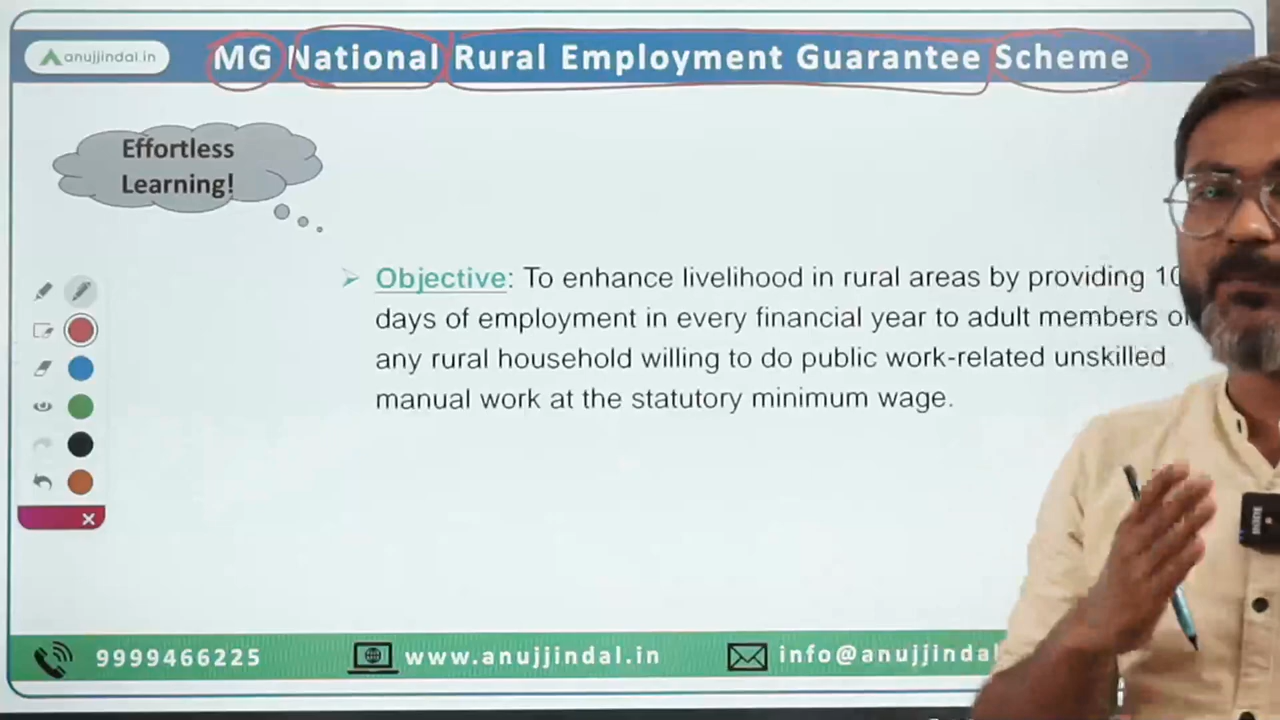 anujjindal.in
MG National Rural Employment Guarantee Scheme
Effortless
Learning!
Objective: To enhance livelihood in rural areas by providing
days of employment in every financial year to adult members
any rural household willing to do public work-related unskilled
manual work at the statutory minimum wage.
9999466225
www.anujjindal.in
info@anujjindal